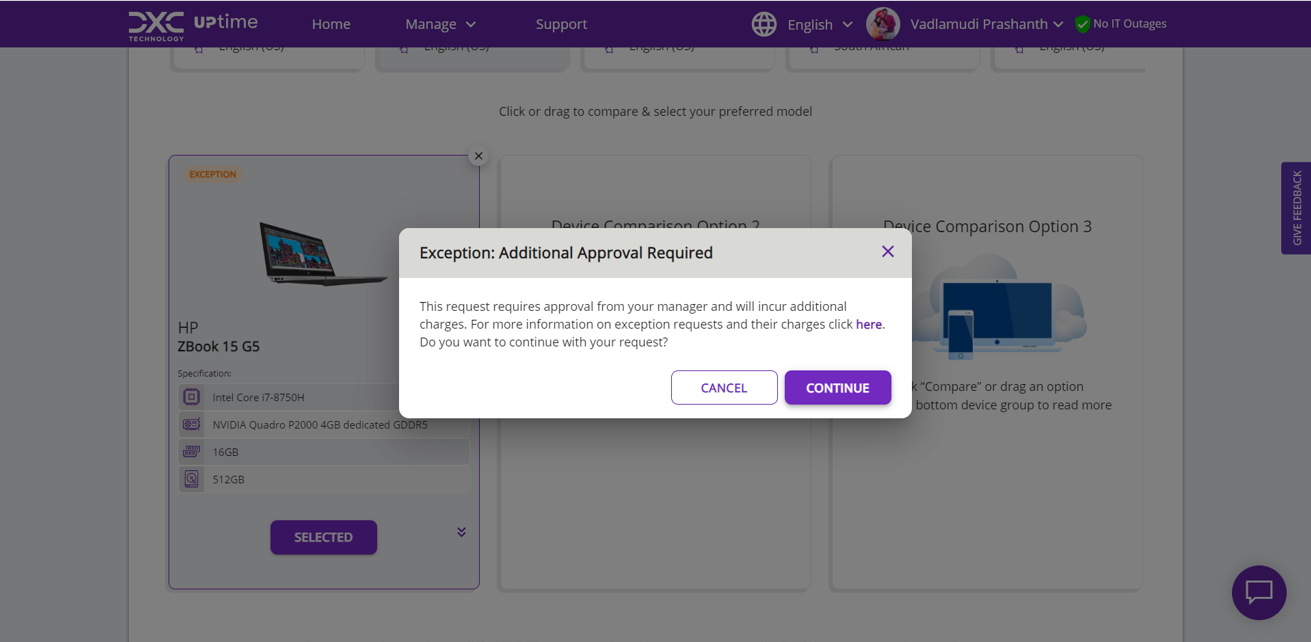 DXC TECHNOLOGY UPtime Home Manage Support English Vadlamudi Prashanth No IT Outages
English (US) English (US) English (US) South African English (US)
Click or drag to compare & select your preferred model
EXCEPTION
Device Comparison Option 2
Device Comparison Option 3
GIVE FEEDBACK
Exception: Additional Approval Required
This request requires approval from your manager and will incur additional
charges. For more information on exception requests and their charges click here.
Do you want to continue with your request?
CANCEL CONTINUE
HP
ZBook 15 G5
Specification:
Intel Core i7-8750H
NVIDIA Quadro P2000 4GB dedicated GDDR5
16GB
512GB
SELECTED
“Compare” or drag an option
bottom device group to read more